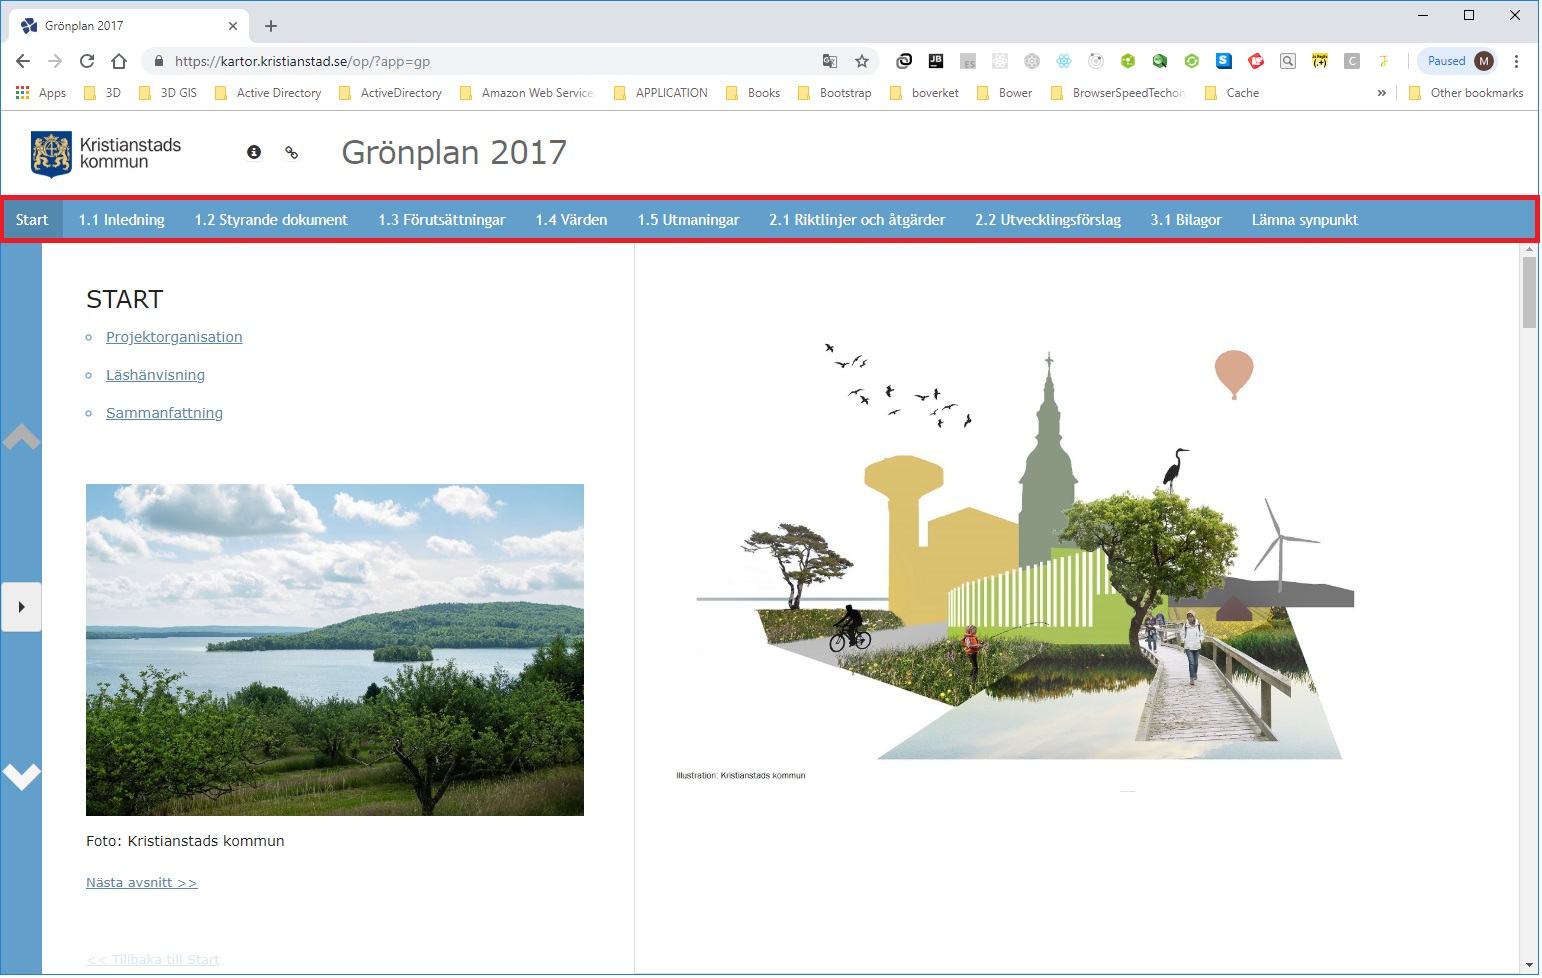 Grönplan 2017
https://kartor.kristianstad.se/op/?app=gp
JB
ES
S
C
Paused
M
Apps 3D 3D GIS Active Directory ActiveDirectory Amazon Web Service APPLICATION Books Bootstrap boverket Bower BrowserSpeedTechor Cache » Other bookmarks
Kristianstads
kommun
Grönplan 2017
Start 1.1 Inledning 1.2 Styrande dokument 1.3 Förutsättningar 1.4 Värden 1.5 Utmaningar 2.1 Riktlinjer och åtgärder 2.2 Utvecklingsförslag 3.1 Bilagor Lämna synpunkt
START
Projektorganisation
Läshänvisning
Sammanfattning
Foto: Kristianstads kommun
Nästa avsnitt >>
<< Tillbaka till Start
Illustration: Kristianstads kommun